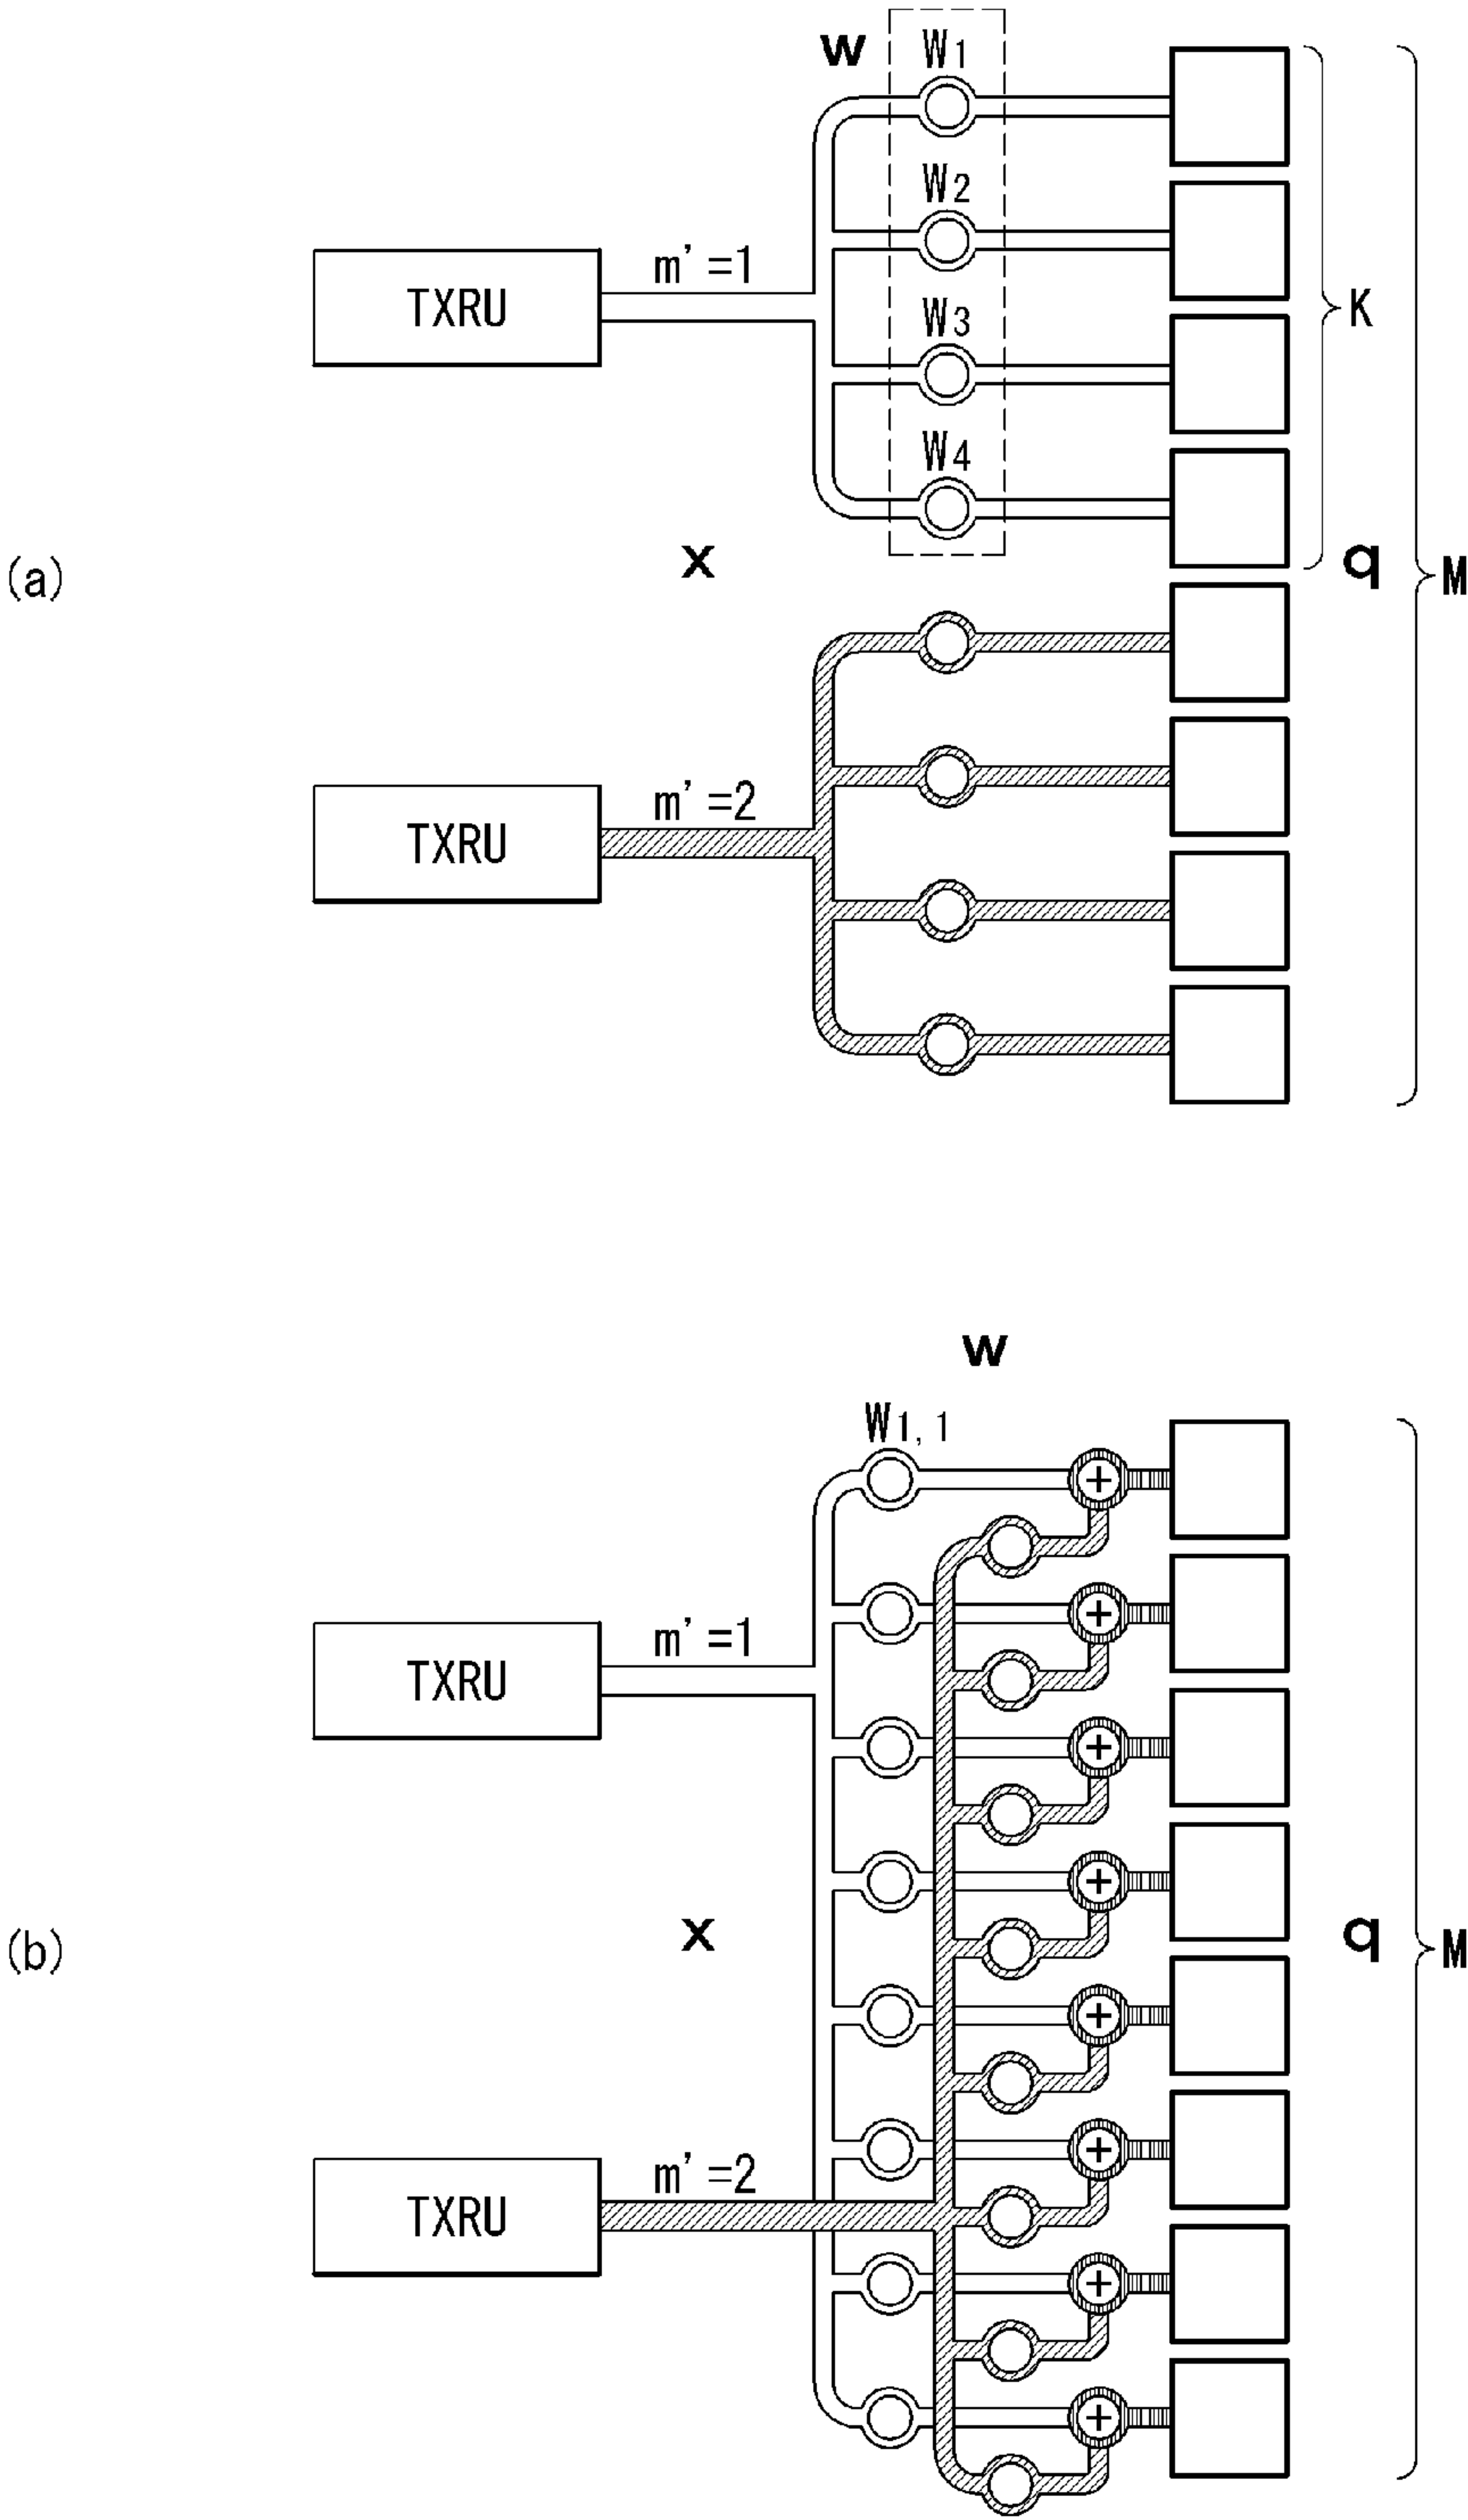 w
W1
W2
m'=1
TXRU
W3
K
W4
(a)
x
q
M
m'=2
TXRU
w
W1,1
m'=1
TXRU
+
+
+
+
(b)
x
q
M
+
+
m'=2
TXRU
+
+